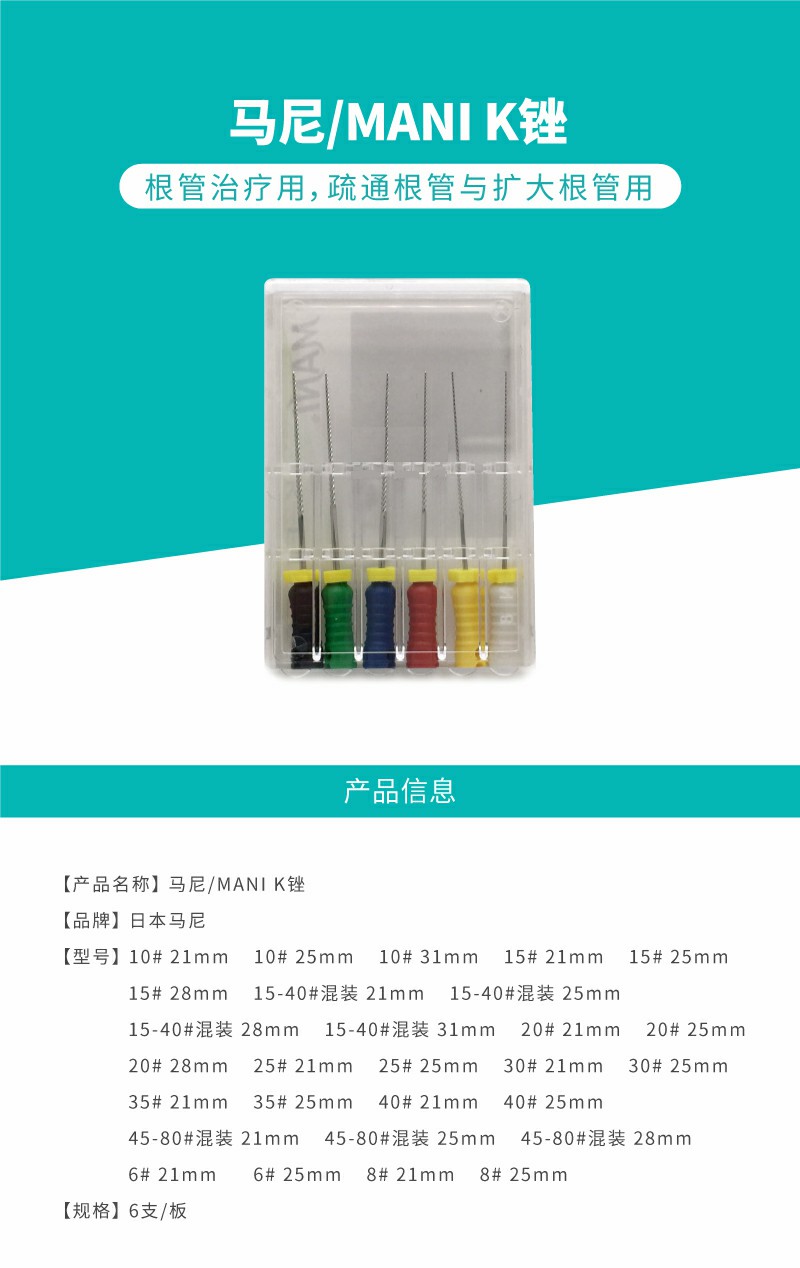 马尼/MANI K锉
根管治疗用,疏通根管与扩大根管用
MANI
产品信息
【产品名称】马尼/MANI K锉
【品牌】日本马尼
【型号】10# 21mm 10# 25mm 10# 31mm 15# 21mm 15# 25mm
15# 28mm 15-40#混装 21mm 15-40#混装 25mm
15-40#混装 28mm 15-40#混装 31mm 20# 21mm 20# 25mm
20# 28mm 25# 21mm 25# 25mm 30# 21mm 30# 25mm
35# 21mm 35# 25mm 40# 21mm 40# 25mm
45-80#混装 21mm 45-80#混装 25mm 45-80#混装 28mm
6# 21mm 6# 25mm 8# 21mm 8# 25mm
【规格】6支/板